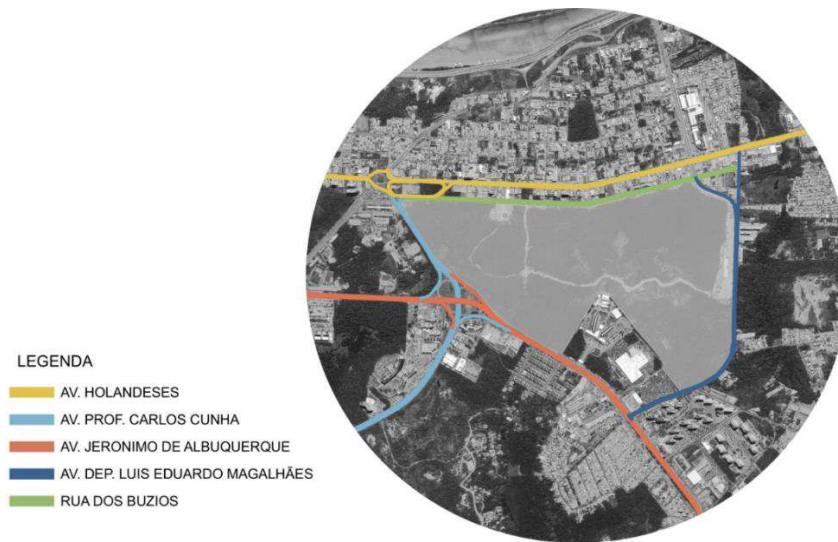 LEGENDA
AV. HOLANDESES
AV. PROF. CARLOS CUNHA
AV. JERONIMO DE ALBUQUERQUE
AV. DEP. LUIS EDUARDO MAGALHÃES
RUA DOS BUZIOS